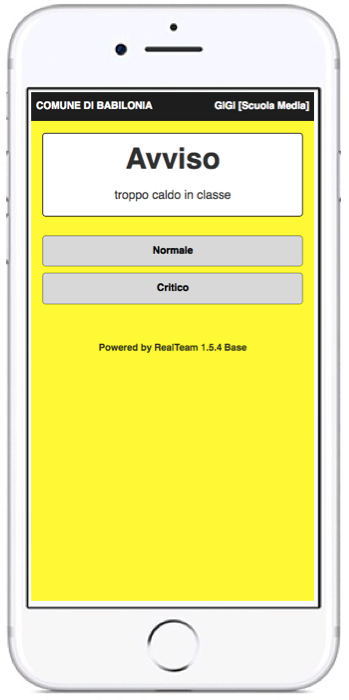 COMUNE DI BABILONIA GIGI [Scuola Media]
Avviso
troppo caldo in classe
Normale
Critico
Powered by RealTeam 1.5.4 Base